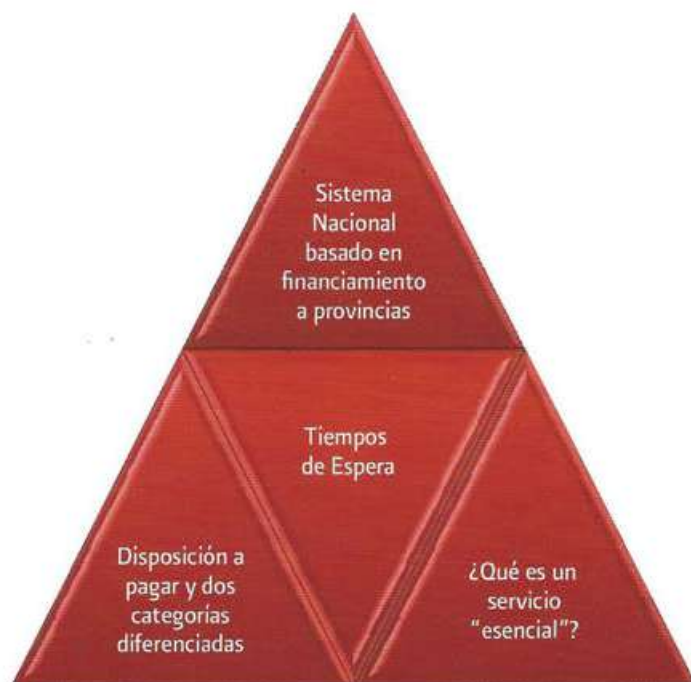 Sistema
Nacional
basado en
financiamiento
a provincias
Tiempos
de Espera
Disposición a
pagar y dos
categorías
diferenciadas
¿Qué es un
servicio
"esencial"?